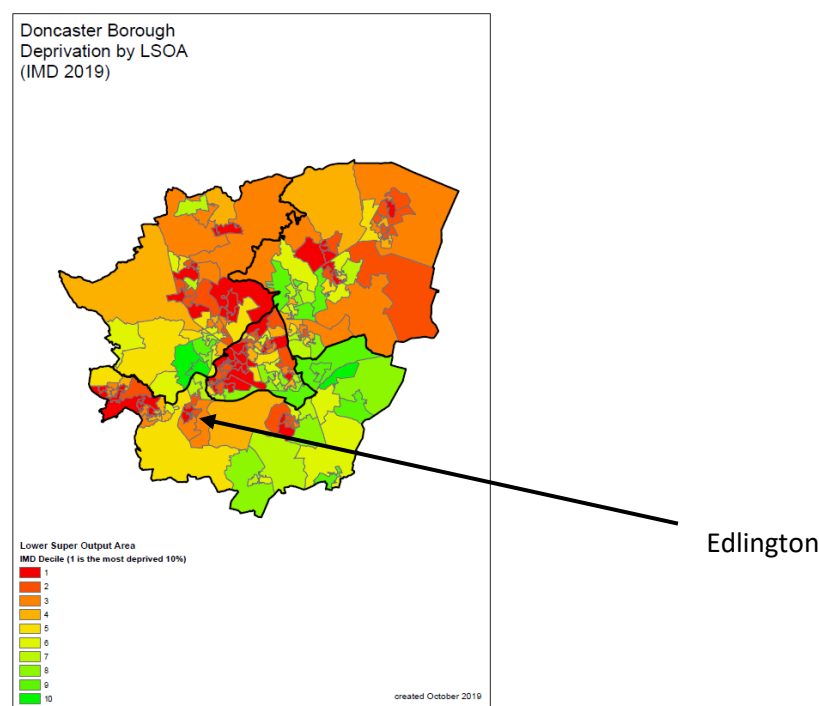 Doncaster Borough
Deprivation by LSOA
(IMD 2019)
Edlington
Lower Super Output Area
IMD Decile (1 is the most deprived 10%)
1
2
3
4
5
6
7
8
9
10
created October 2019